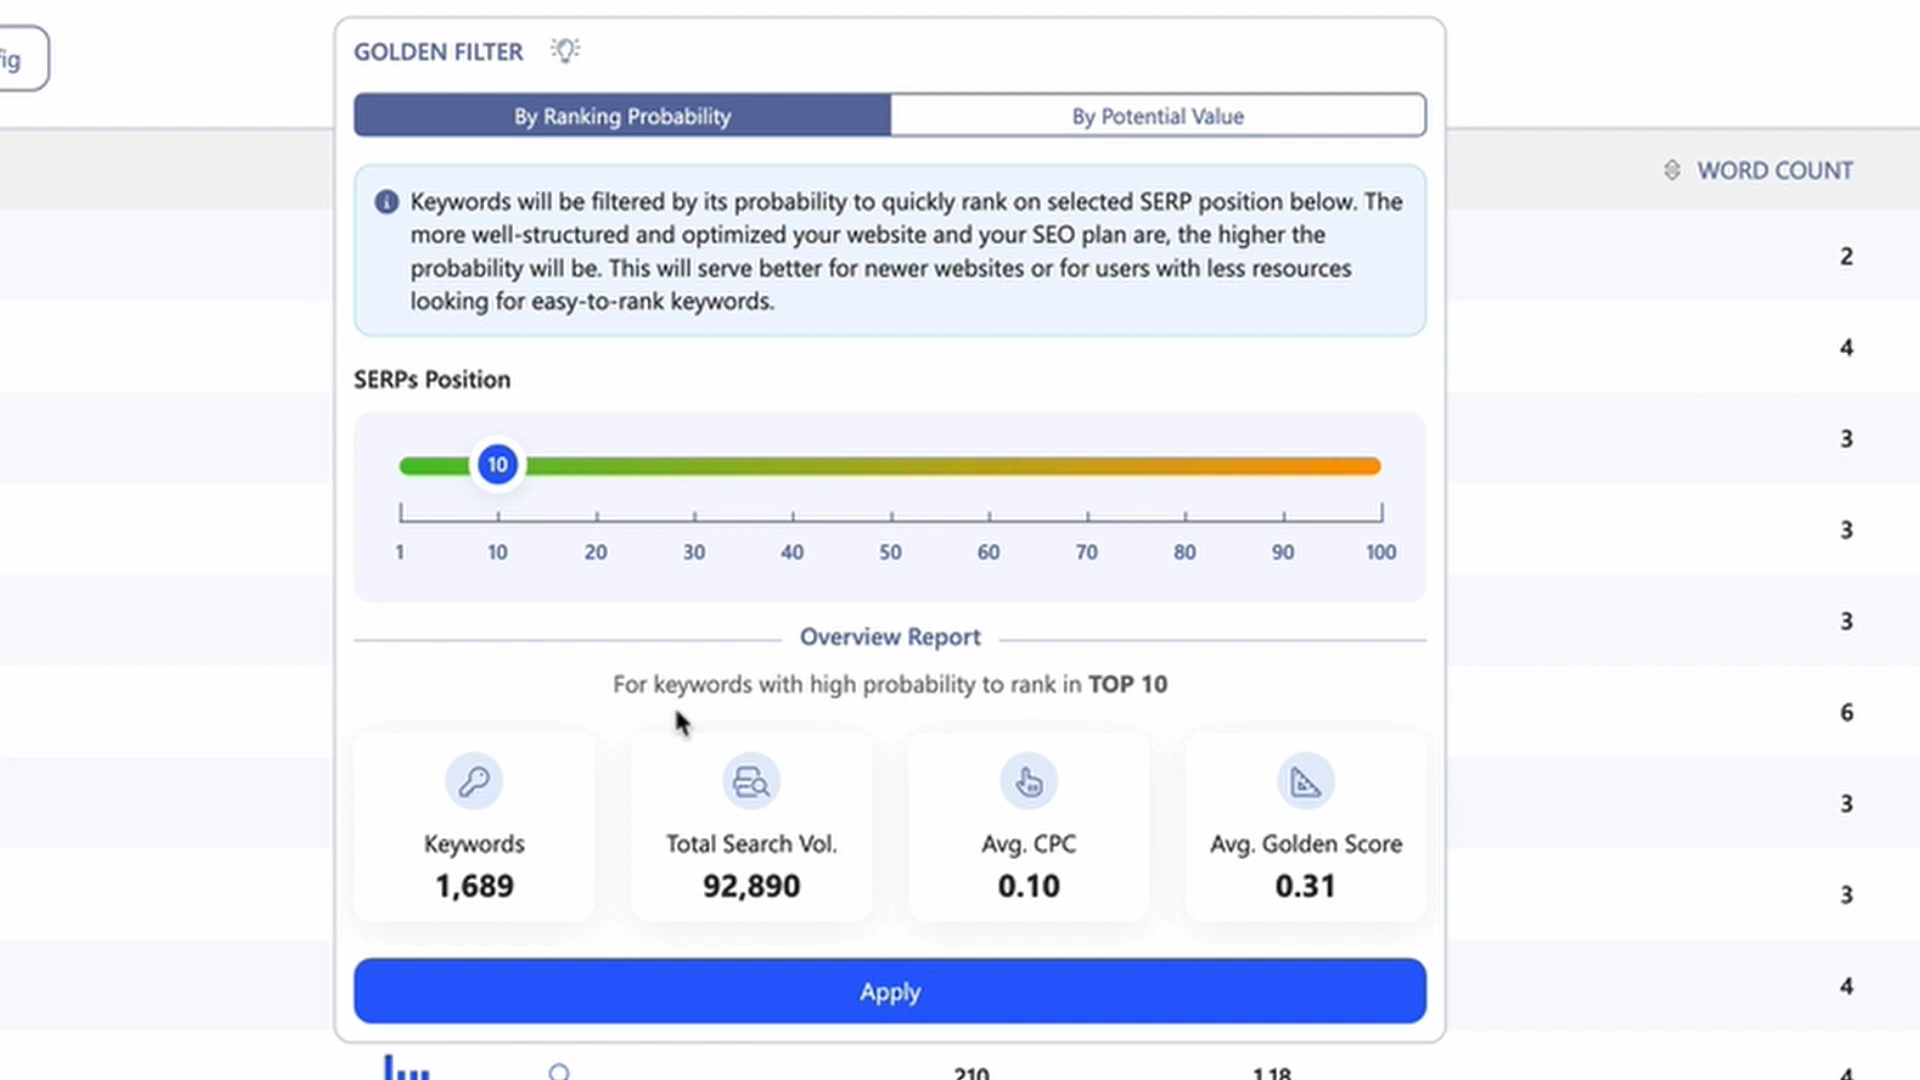 fig
GOLDEN FILTER
By Ranking Probability
By Potential Value
Keywords will be filtered by its probability to quickly rank on selected SERP position below. The
more well-structured and optimized your website and your SEO plan are, the higher the
probability will be. This will serve better for newer websites or for users with less resources
looking for easy-to-rank keywords.
WORD COUNT
2
4
3
3
3
6
3
3
4
4
SERPs Position
10
1 10 20 30 40 50 60 70 80 90 100
Overview Report
For keywords with high probability to rank in TOP 10
Keywords
1,689
Total Search Vol.
92,890
Avg. CPC
0.10
Avg. Golden Score
0.31
Apply
210
1.18